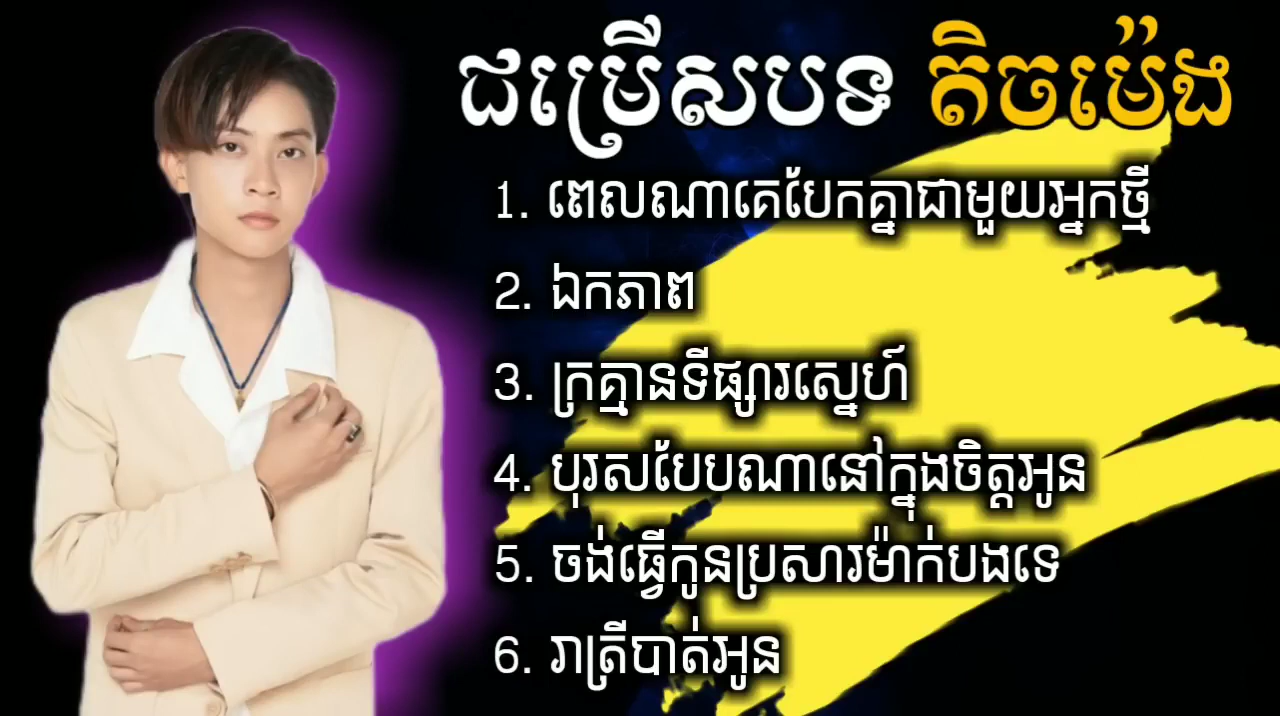 ជម្រើសបទ តិចម៉េង
1. ពេលណាគេបែកគ្នាជាមួយអ្នកថ្មី
2. ឯកភាព
3. ក្រគ្មានទីផ្សារស្នេហ៍
4. បុរសបែបណានៅក្នុងចិត្តអូន
5. ចង់ធ្វើកូនប្រសារម៉ាក់បងទេ
6. រាត្រីបាត់អូន